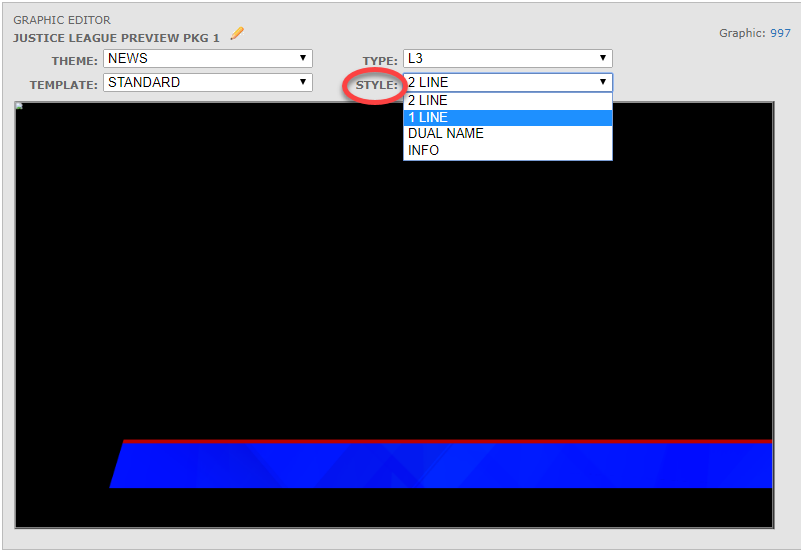 GRAPHIC EDITOR
JUSTICE LEAGUE PREVIEW PKG 1
Graphic: 997
THEME: NEWS
TYPE: L3
TEMPLATE: STANDARD
STYLE: 2 LINE
2 LINE
1 LINE
DUAL NAME
INFO